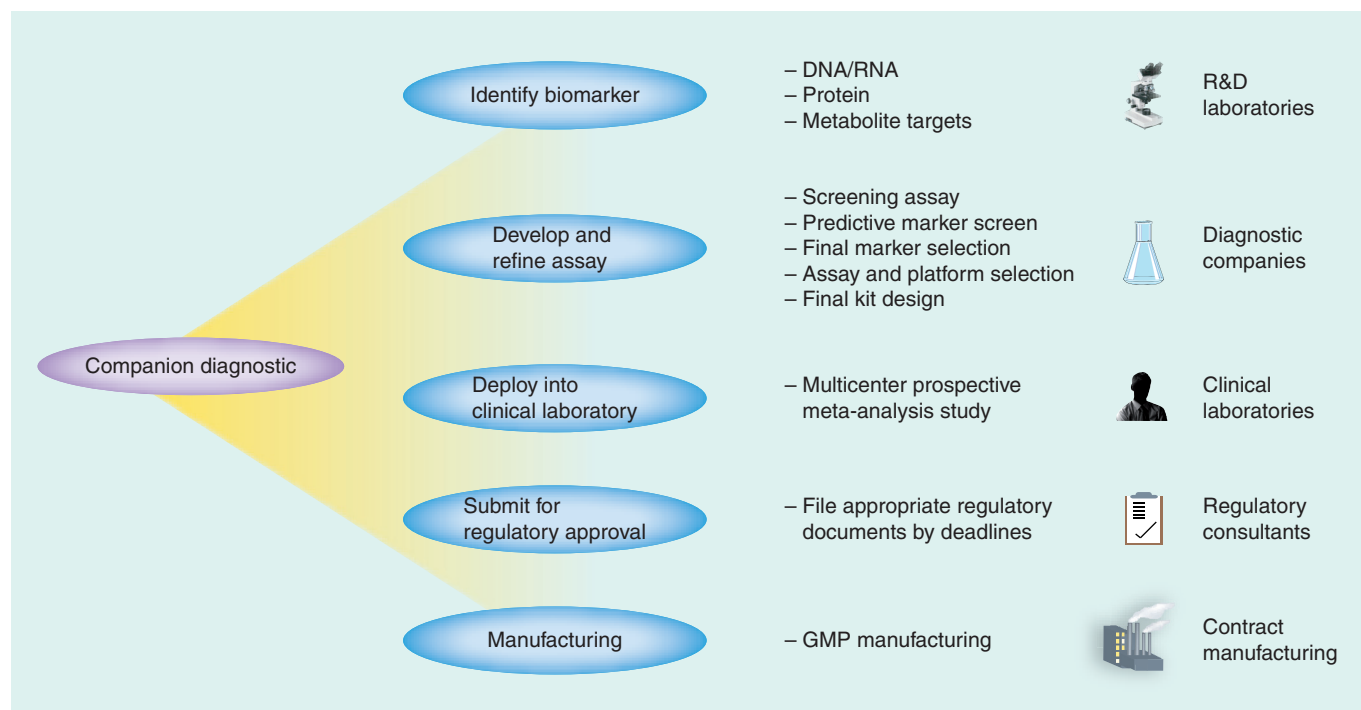 Identify biomarker
– DNA/RNA
– Protein
– Metabolite targets
R&D
laboratories
Develop and
refine assay
– Screening assay
– Predictive marker screen
– Final marker selection
– Assay and platform selection
– Final kit design
Diagnostic
companies
Companion diagnostic
Deploy into
clinical laboratory
– Multicenter prospective
meta-analysis study
Clinical
laboratories
Submit for
regulatory approval
– File appropriate regulatory
documents by deadlines
Regulatory
consultants
Manufacturing
– GMP manufacturing
Contract
manufacturing